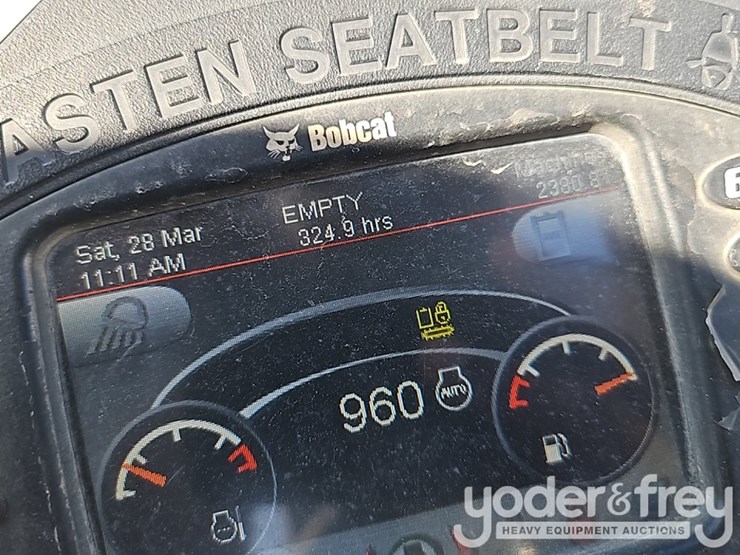 ASTEN SEATBELT
Bobcat
Sat, 28 Mar
11:11 AM
EMPTY
324.9 hrs
960
AUTO
6
yoder&frey
HEAVY EQUIPMENT AUCTIONS